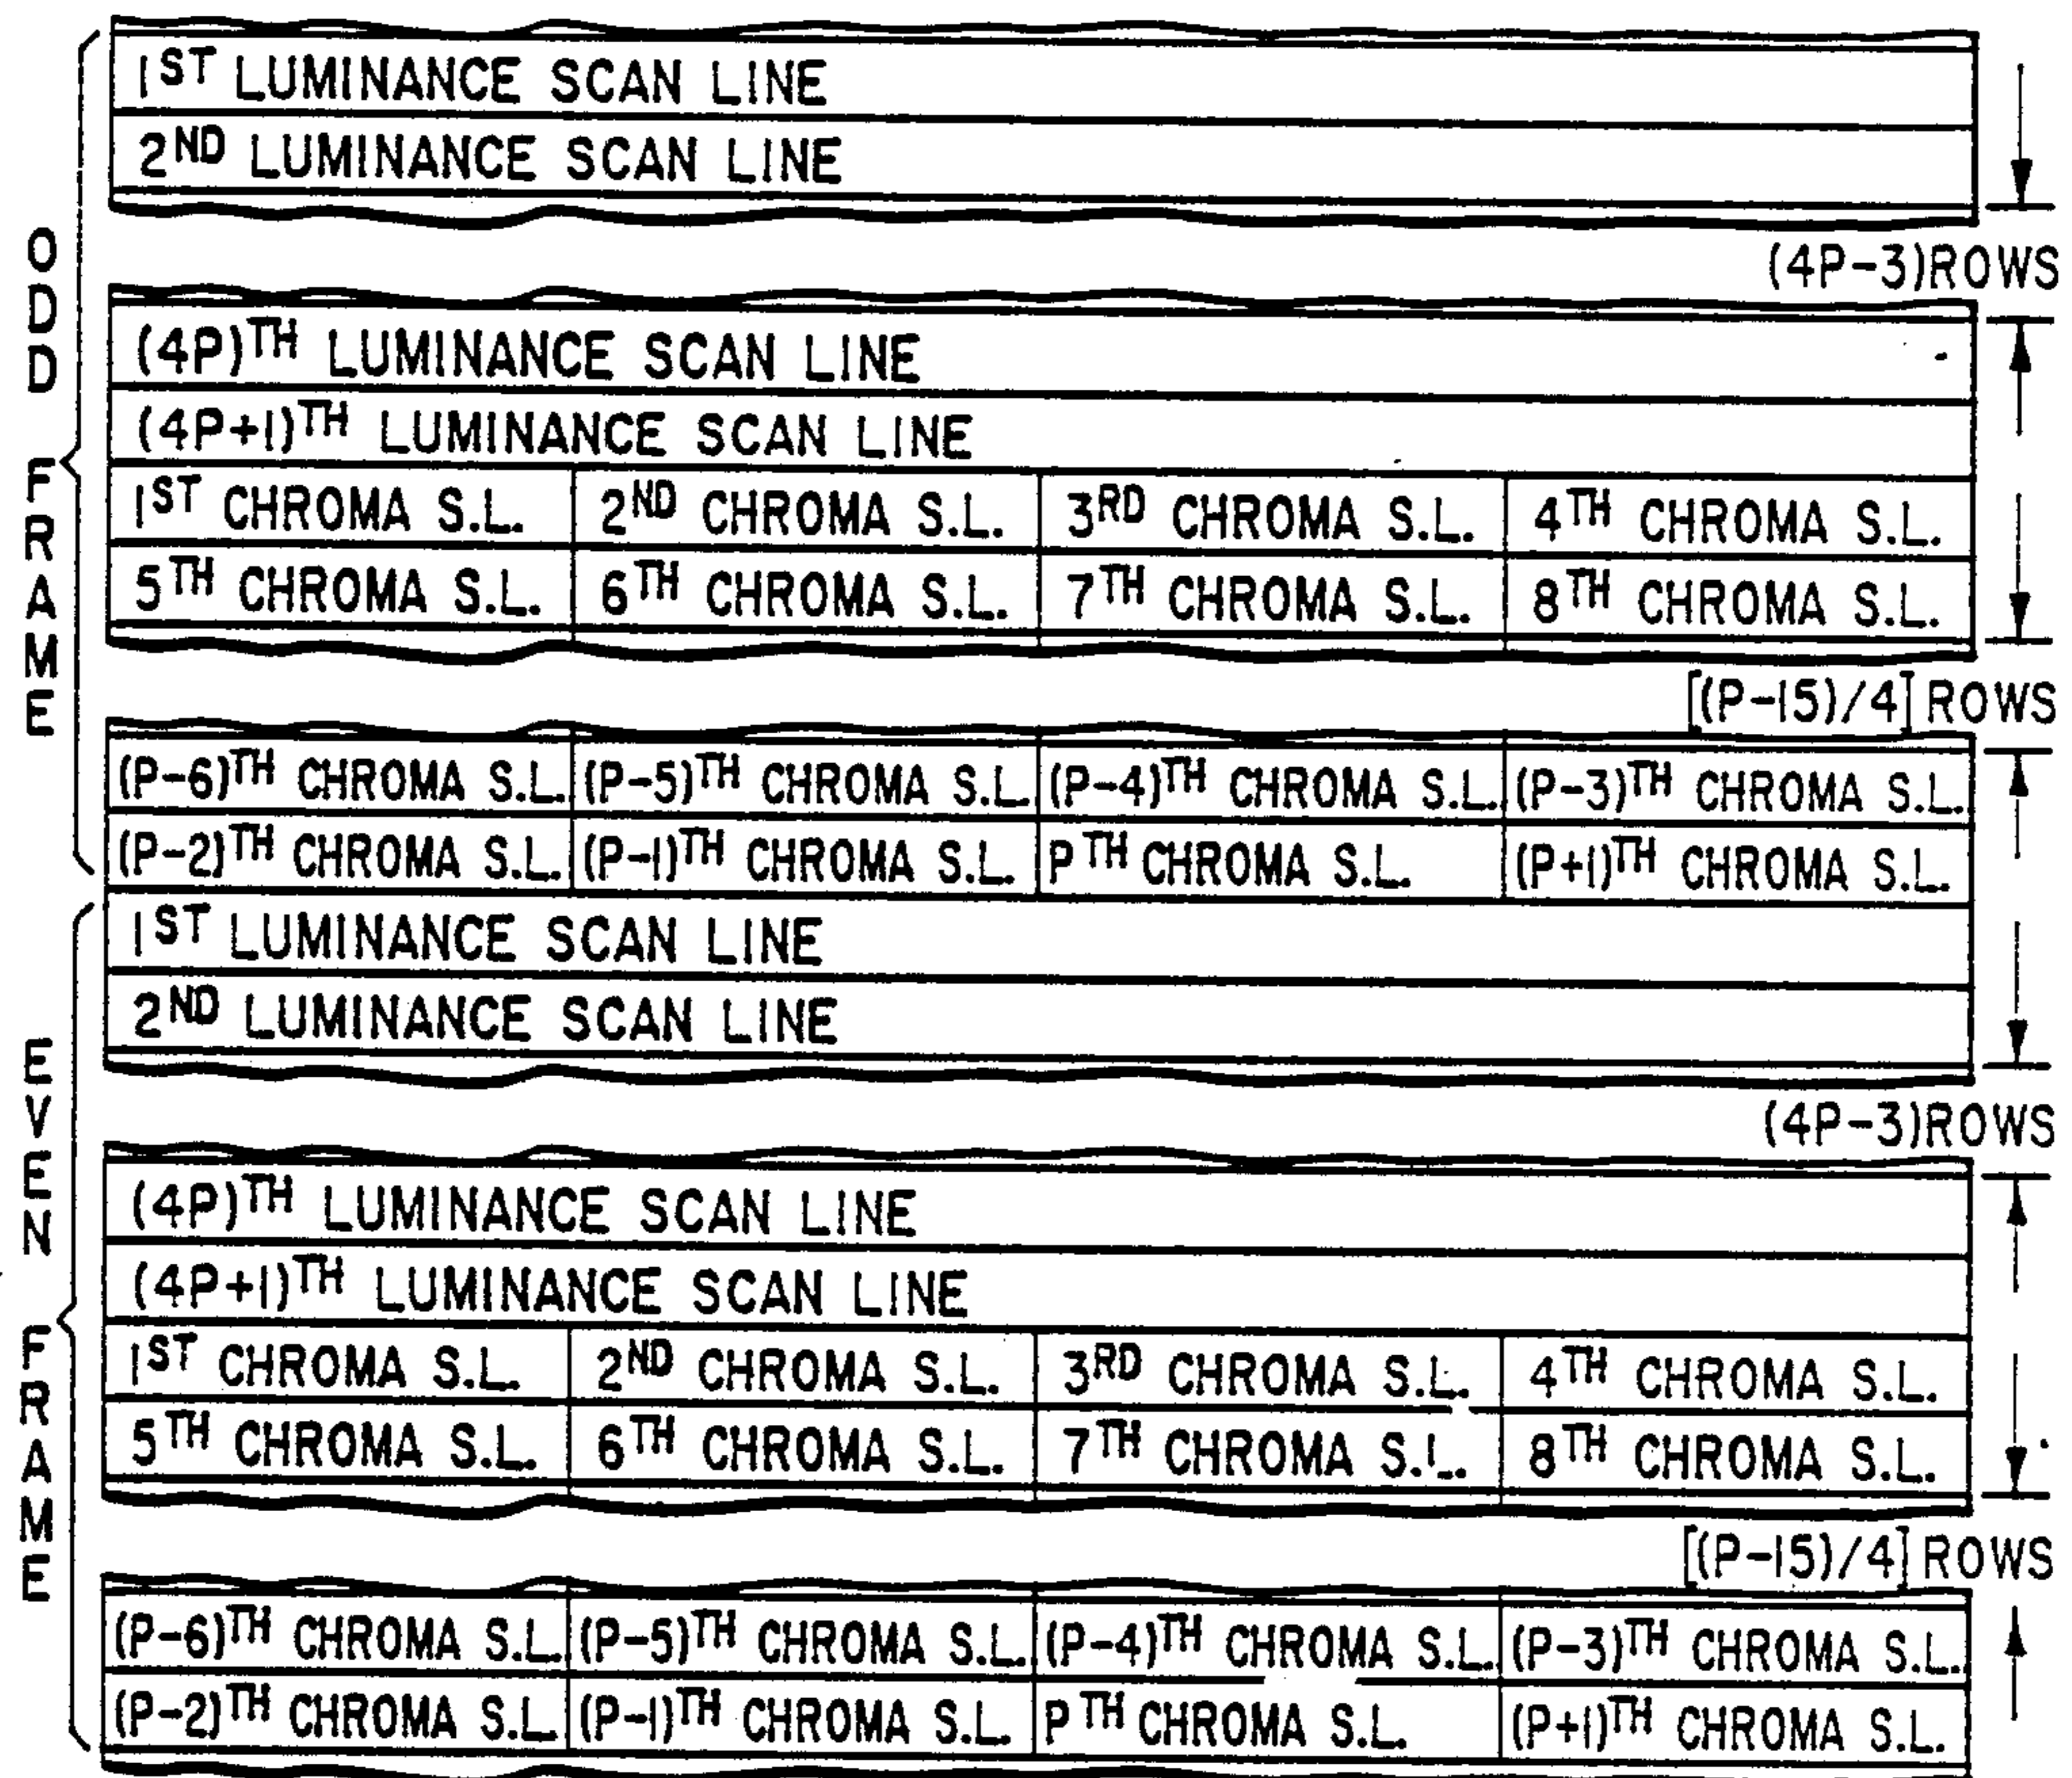 1ST LUMINANCE SCAN LINE
2ND LUMINANCE SCAN LINE
(4P-3)ROWS
(4P)TH LUMINANCE SCAN LINE
(4P+1)TH LUMINANCE SCAN LINE
1ST CHROMA S.L. 2ND CHROMA S.L. 3RD CHROMA S.L. 4TH CHROMA S.L.
5TH CHROMA S.L. 6TH CHROMA S.L. 7TH CHROMA S.L. 8TH CHROMA S.L.
[(P-15)/4] ROWS
(P-6)TH CHROMA S.L. (P-5)TH CHROMA S.L. (P-4)TH CHROMA S.L. (P-3)TH CHROMA S.L.
(P-2)TH CHROMA S.L. (P-1)TH CHROMA S.L. PTH CHROMA S.L. (P+1)TH CHROMA S.L.
ODD FRAME
1ST LUMINANCE SCAN LINE
2ND LUMINANCE SCAN LINE
(4P-3)ROWS
(4P)TH LUMINANCE SCAN LINE
(4P+1)TH LUMINANCE SCAN LINE
1ST CHROMA S.L. 2ND CHROMA S.L. 3RD CHROMA S.L. 4TH CHROMA S.L.
5TH CHROMA S.L. 6TH CHROMA S.L. 7TH CHROMA S.L. 8TH CHROMA S.L.
[(P-15)/4] ROWS
(P-6)TH CHROMA S.L. (P-5)TH CHROMA S.L. (P-4)TH CHROMA S.L. (P-3)TH CHROMA S.L.
(P-2)TH CHROMA S.L. (P-1)TH CHROMA S.L. PTH CHROMA S.L. (P+1)TH CHROMA S.L.
EVEN FRAME